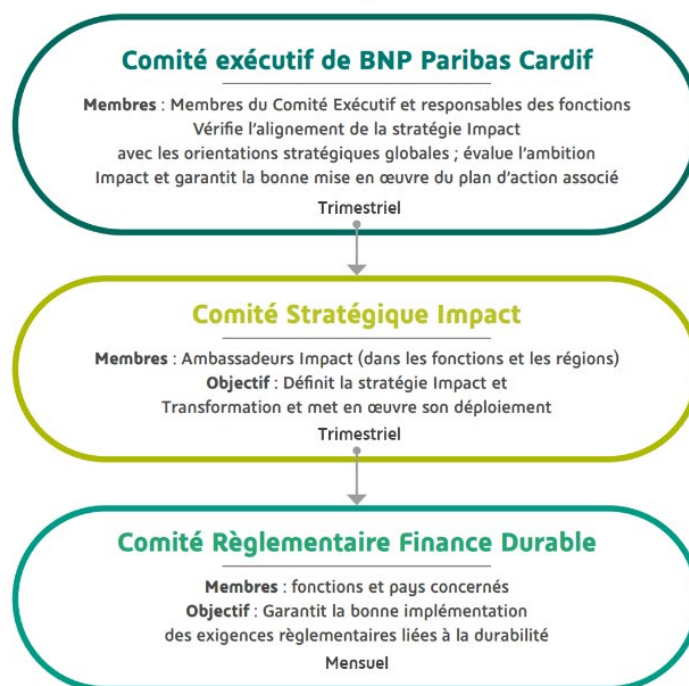 Comité exécutif de BNP Paribas Cardif
Membres : Membres du Comité Exécutif et responsables des fonctions
Vérifie l’alignement de la stratégie Impact
avec les orientations stratégiques globales ; évalue l’ambition
Impact et garantit la bonne mise en œuvre du plan d’action associé
Trimestriel
Comité Stratégique Impact
Membres : Ambassadeurs Impact (dans les fonctions et les régions)
Objectif : Définit la stratégie Impact et
Transformation et met en œuvre son déploiement
Trimestriel
Comité Règlementaire Finance Durable
Membres : fonctions et pays concernés
Objectif : Garantit la bonne implémentation
des exigences règlementaires liées à la durabilité
Mensuel